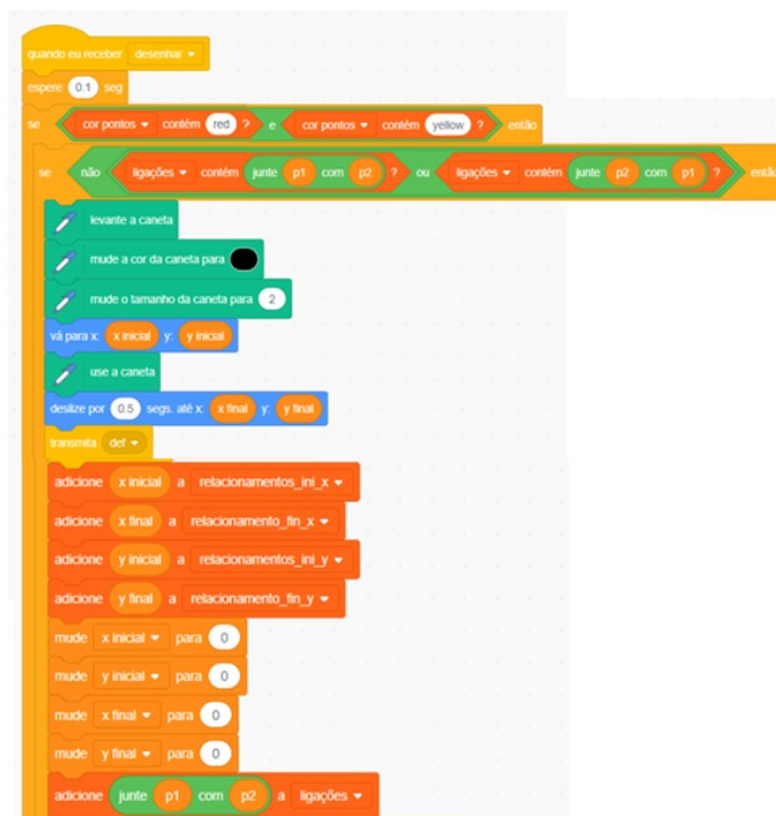 quando eu receber desenhar
espere 0.1 seg
se cor pontos contém red ? e cor pontos contém yellow ? então
se não ligações contém junte p1 com p2 ? ou ligações contém junte p2 com p1 ? então
levante a caneta
mude a cor da caneta para
mude o tamanho da caneta para 2
vá para x: x inicial y: y inicial
use a caneta
deslize por 0.5 segs. até x: x final y: y final
transmita def
adicione x inicial a relacionamentos_ini_x
adicione x final a relacionamento_fin_x
adicione y inicial a relacionamentos_ini_y
adicione y final a relacionamento_fin_y
mude x inicial para 0
mude y inicial para 0
mude x final para 0
mude y final para 0
adicione junte p1 com p2 a ligações